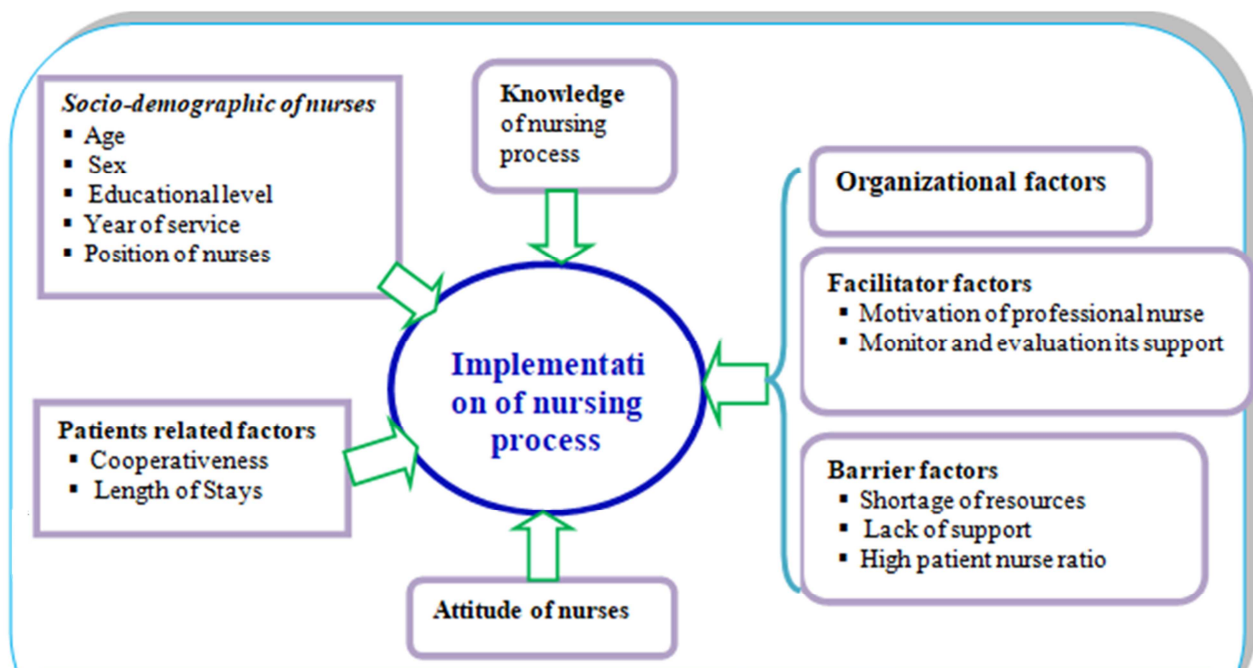 Socio-demographic of nurses
▪ Age
▪ Sex
▪ Educational level
▪ Year of service
▪ Position of nurses
Knowledge
of nursing
process
Organizational factors
Facilitator factors
▪ Motivation of professional nurse
▪ Monitor and evaluation its support
Implementati
on of nursing
process
Patients related factors
▪ Cooperativeness
▪ Length of Stays
Barrier factors
▪ Shortage of resources
▪ Lack of support
▪ High patient nurse ratio
Attitude of nurses